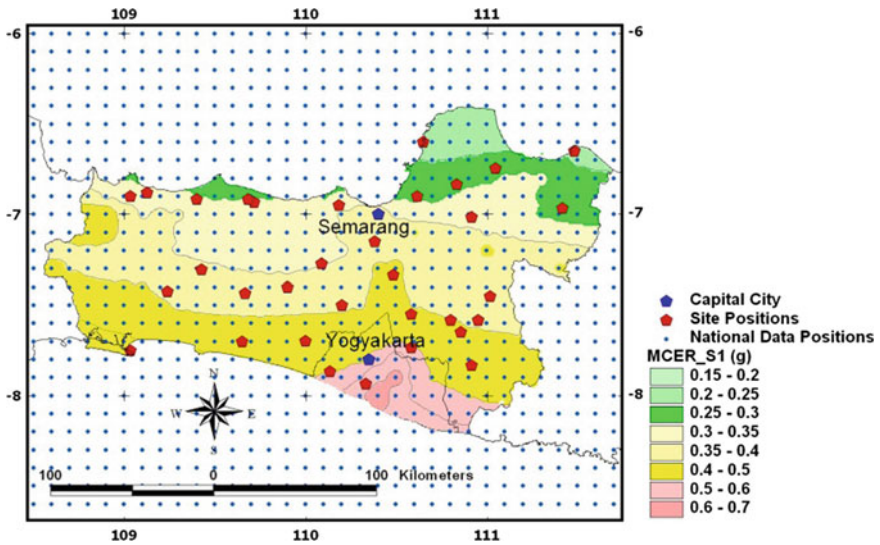 109 110 111
-6 -6
-7 -7
Semarang
Yogyakarta
-8 -8
N
W E
S
100 0 100 Kilometers
109 110 111
Capital City
Site Positions
National Data Positions
MCER_S1 (g)
0.15 - 0.2
0.2 - 0.25
0.25 - 0.3
0.3 - 0.35
0.35 - 0.4
0.4 - 0.5
0.5 - 0.6
0.6 - 0.7